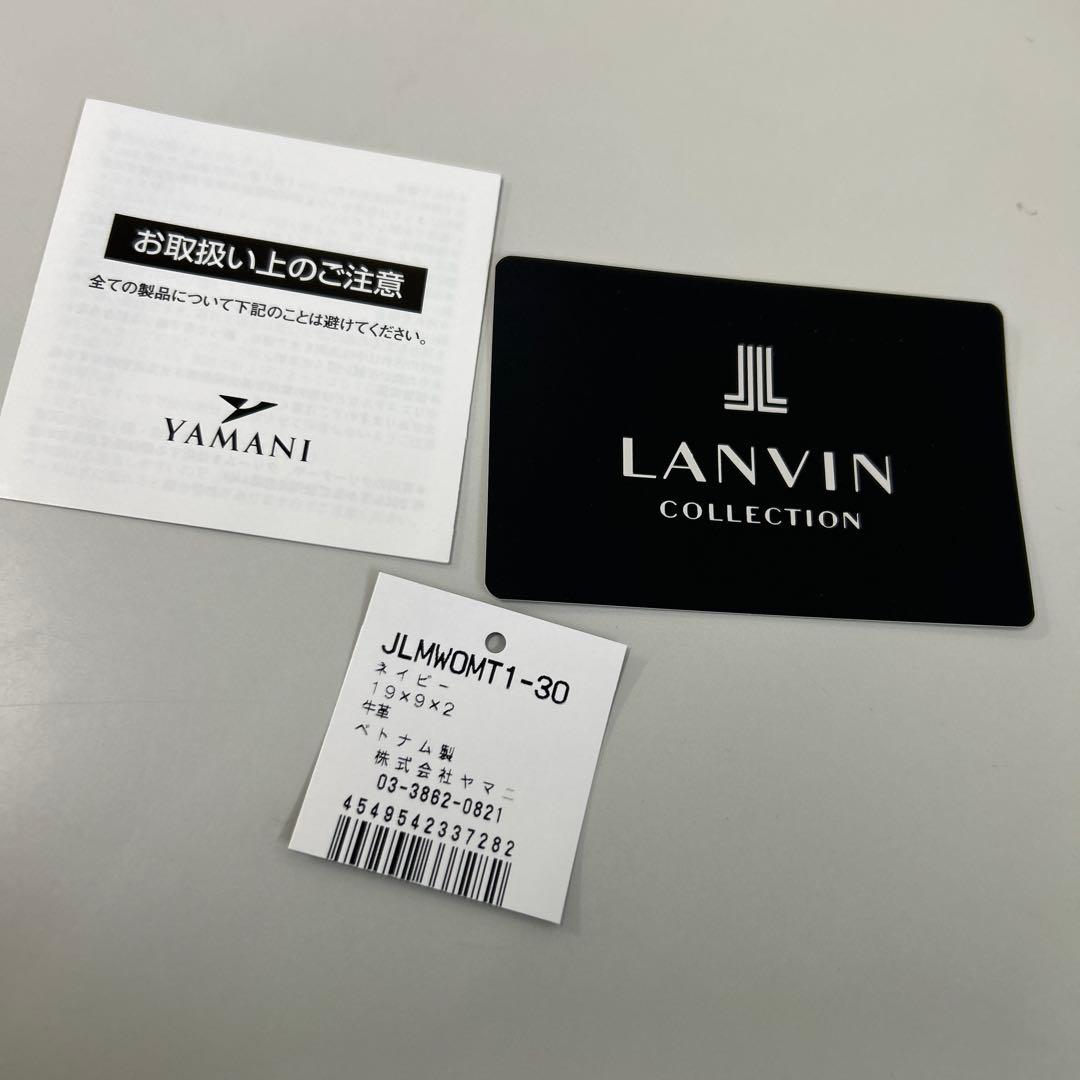 お取扱い上のご注意
全ての製品について下記のことは避けてください。
YAMANI
LANVIN
COLLECTION
JLMWOMT1-30
ネイビー
19×9×2
牛革
ベトナム製
株式会社ヤマニ
03-3862-0821
4549542337282